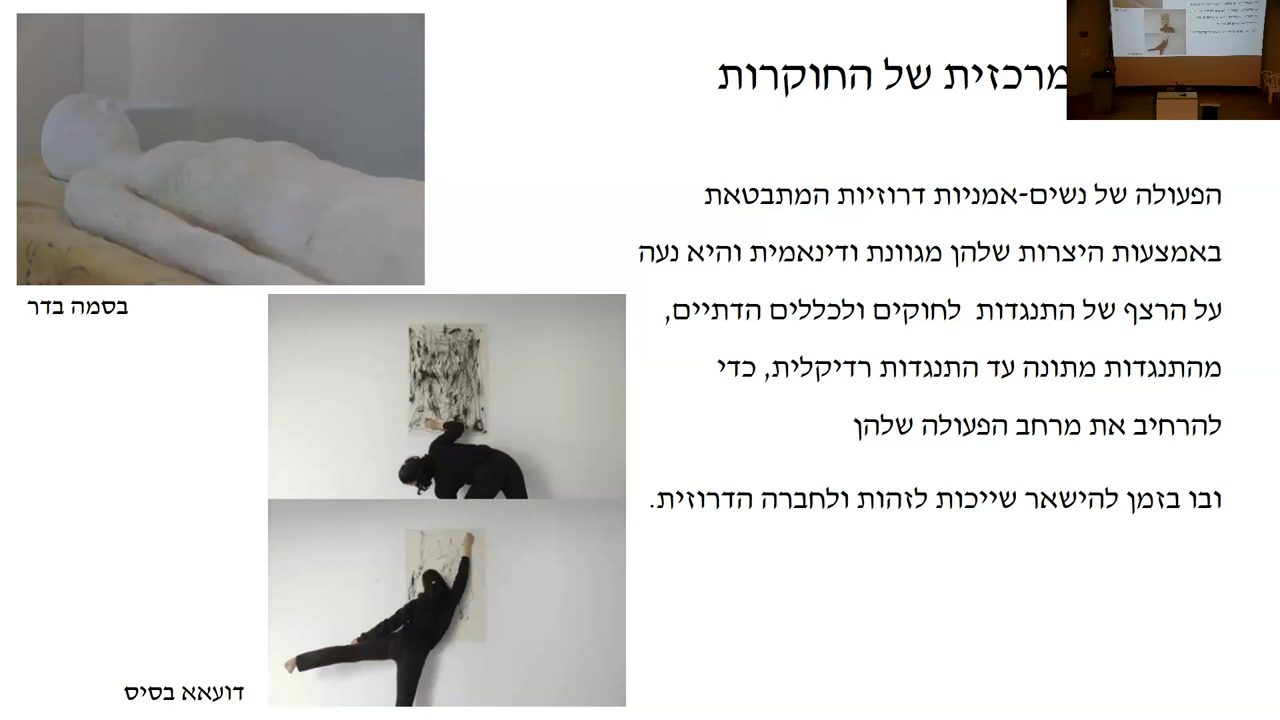 מרכזית של החוקרות
הפעולה של נשים-אמניות דרוזיות המתבטאת
באמצעות היצרות שלהן מגוונת ודינאמית והיא נעה
על הרצף של התנגדות לחוקים ולכללים הדתיים,
מהתנגדות מתונה עד התנגדות רדיקלית, כדי
להרחיב את מרחב הפעולה שלהן
ובו בזמן להישאר שייכות לזהות ולחברה הדרוזית.
בסמה בדר
דועאא בסיס